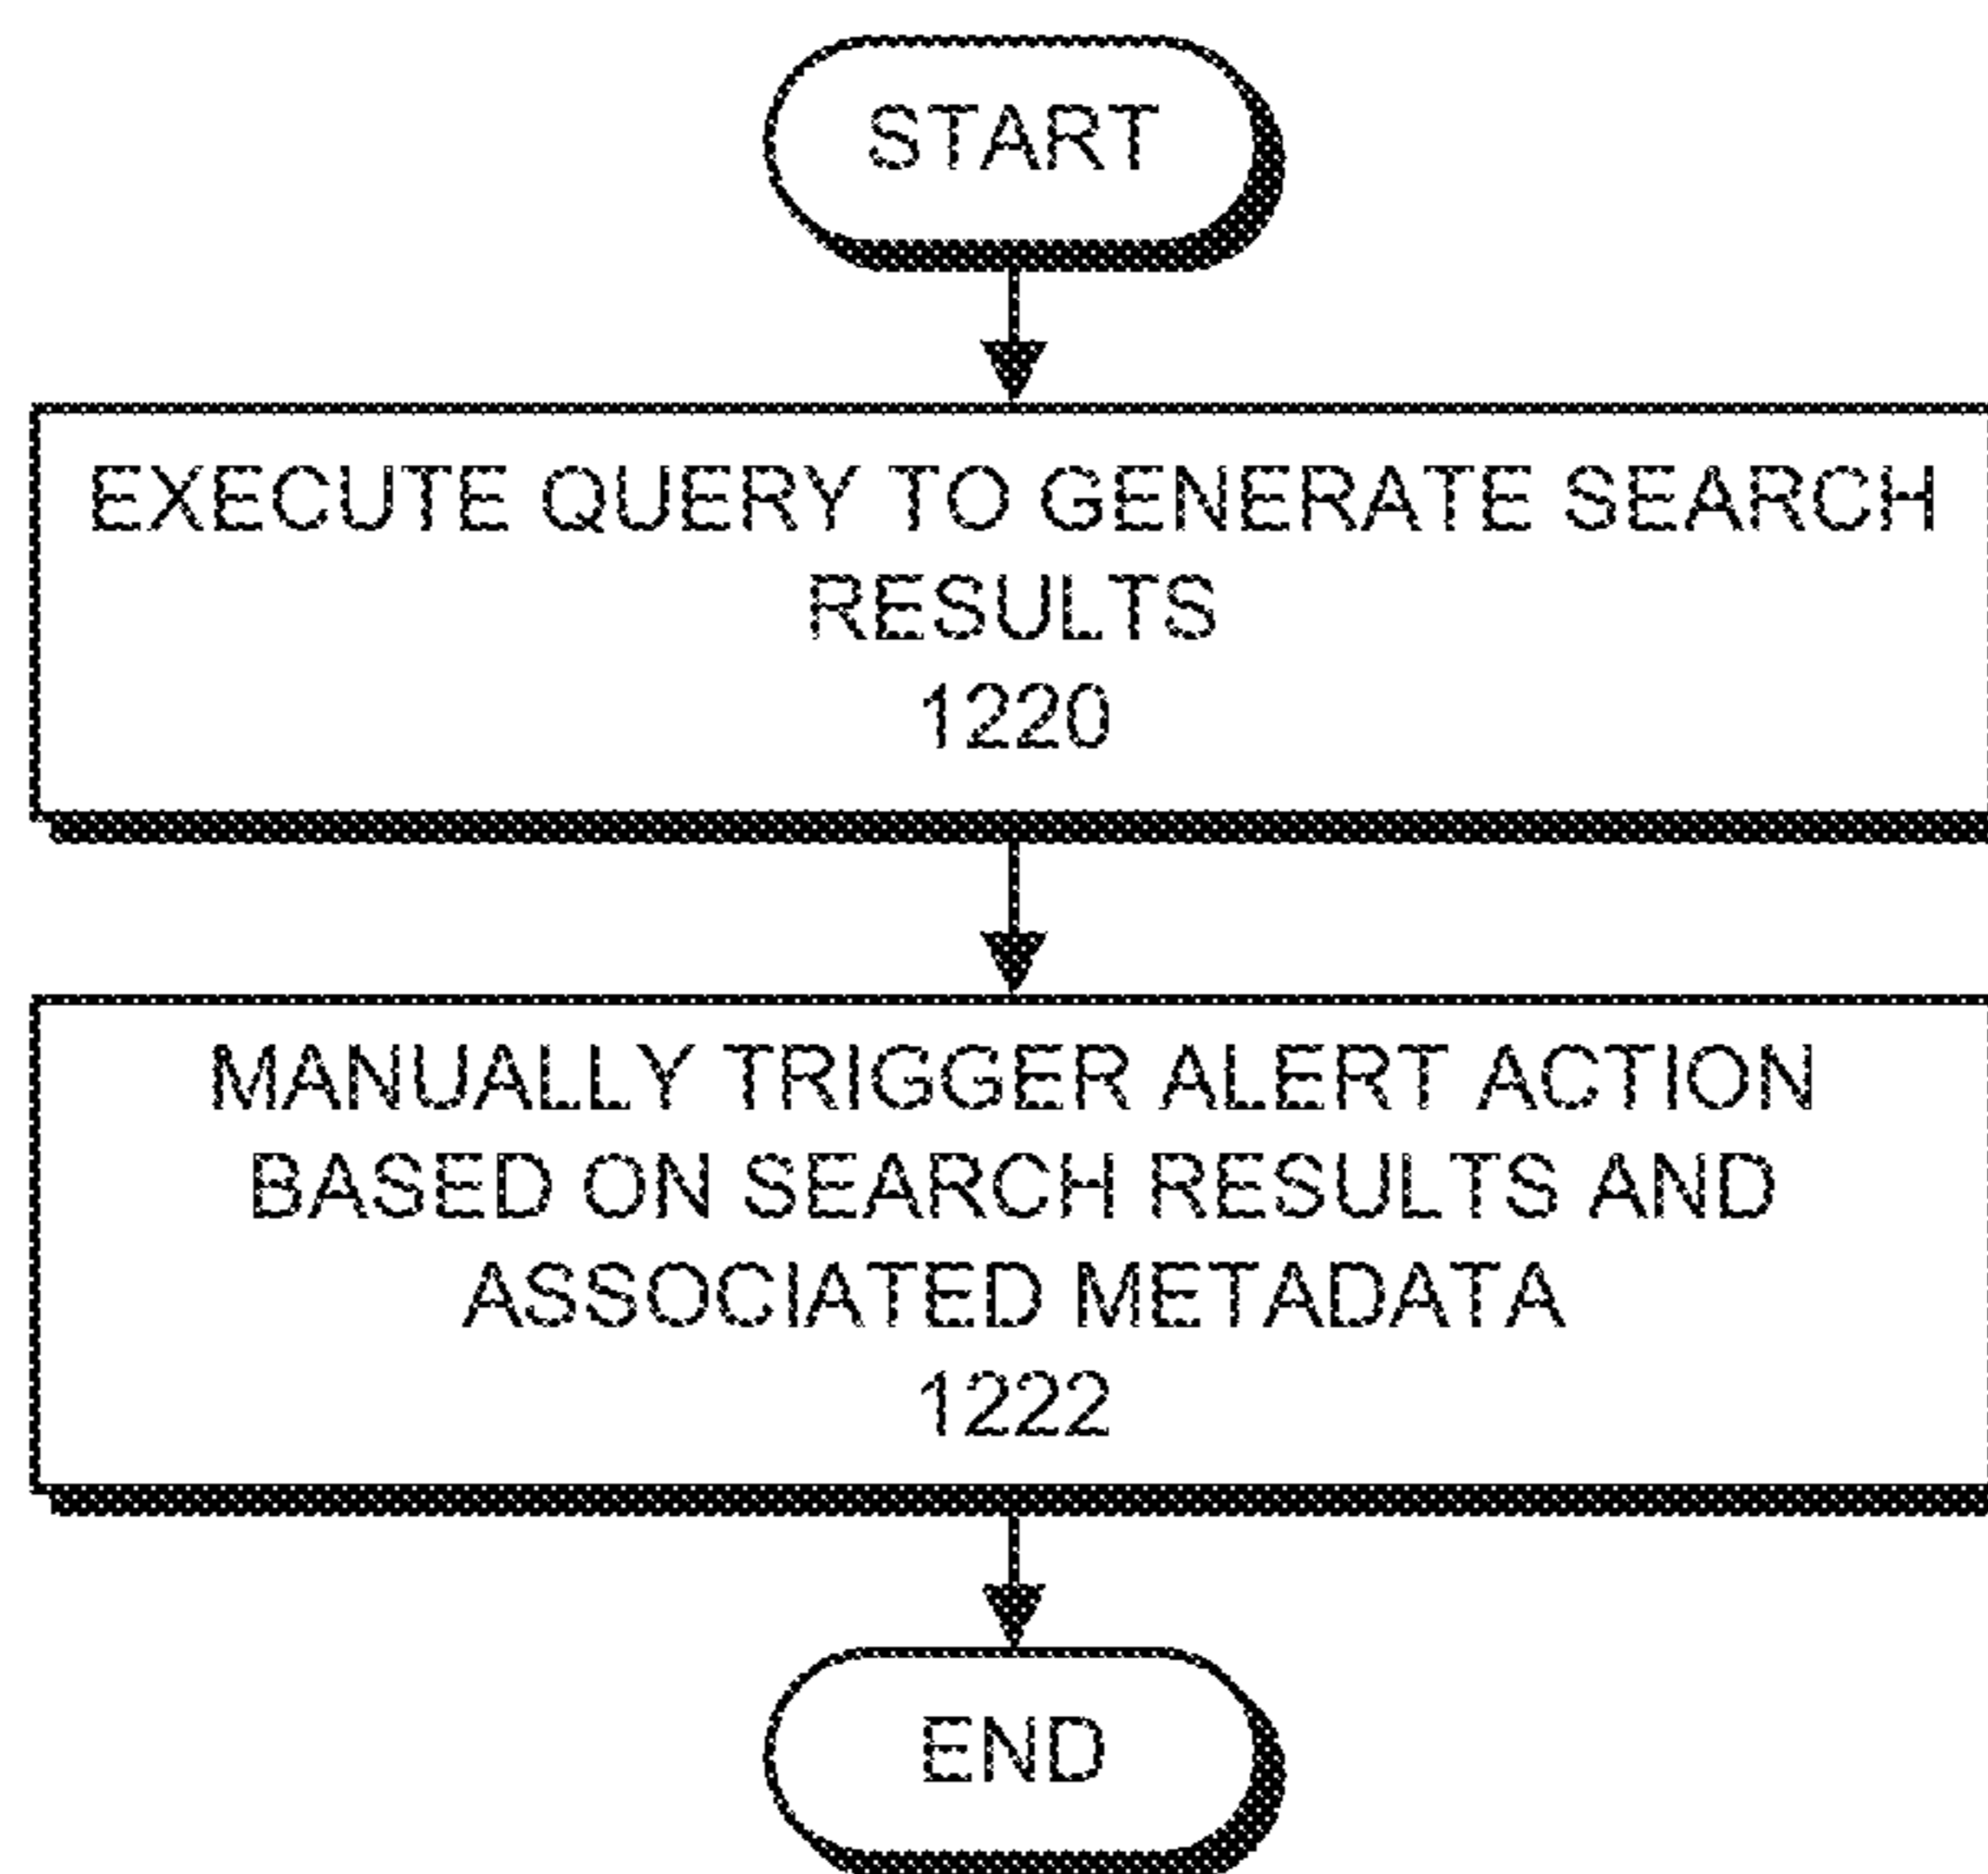 START
EXECUTE QUERY TO GENERATE SEARCH
RESULTS
1220
MANUALLY TRIGGER ALERT ACTION
BASED ON SEARCH RESULTS AND
ASSOCIATED METADATA
1222
END